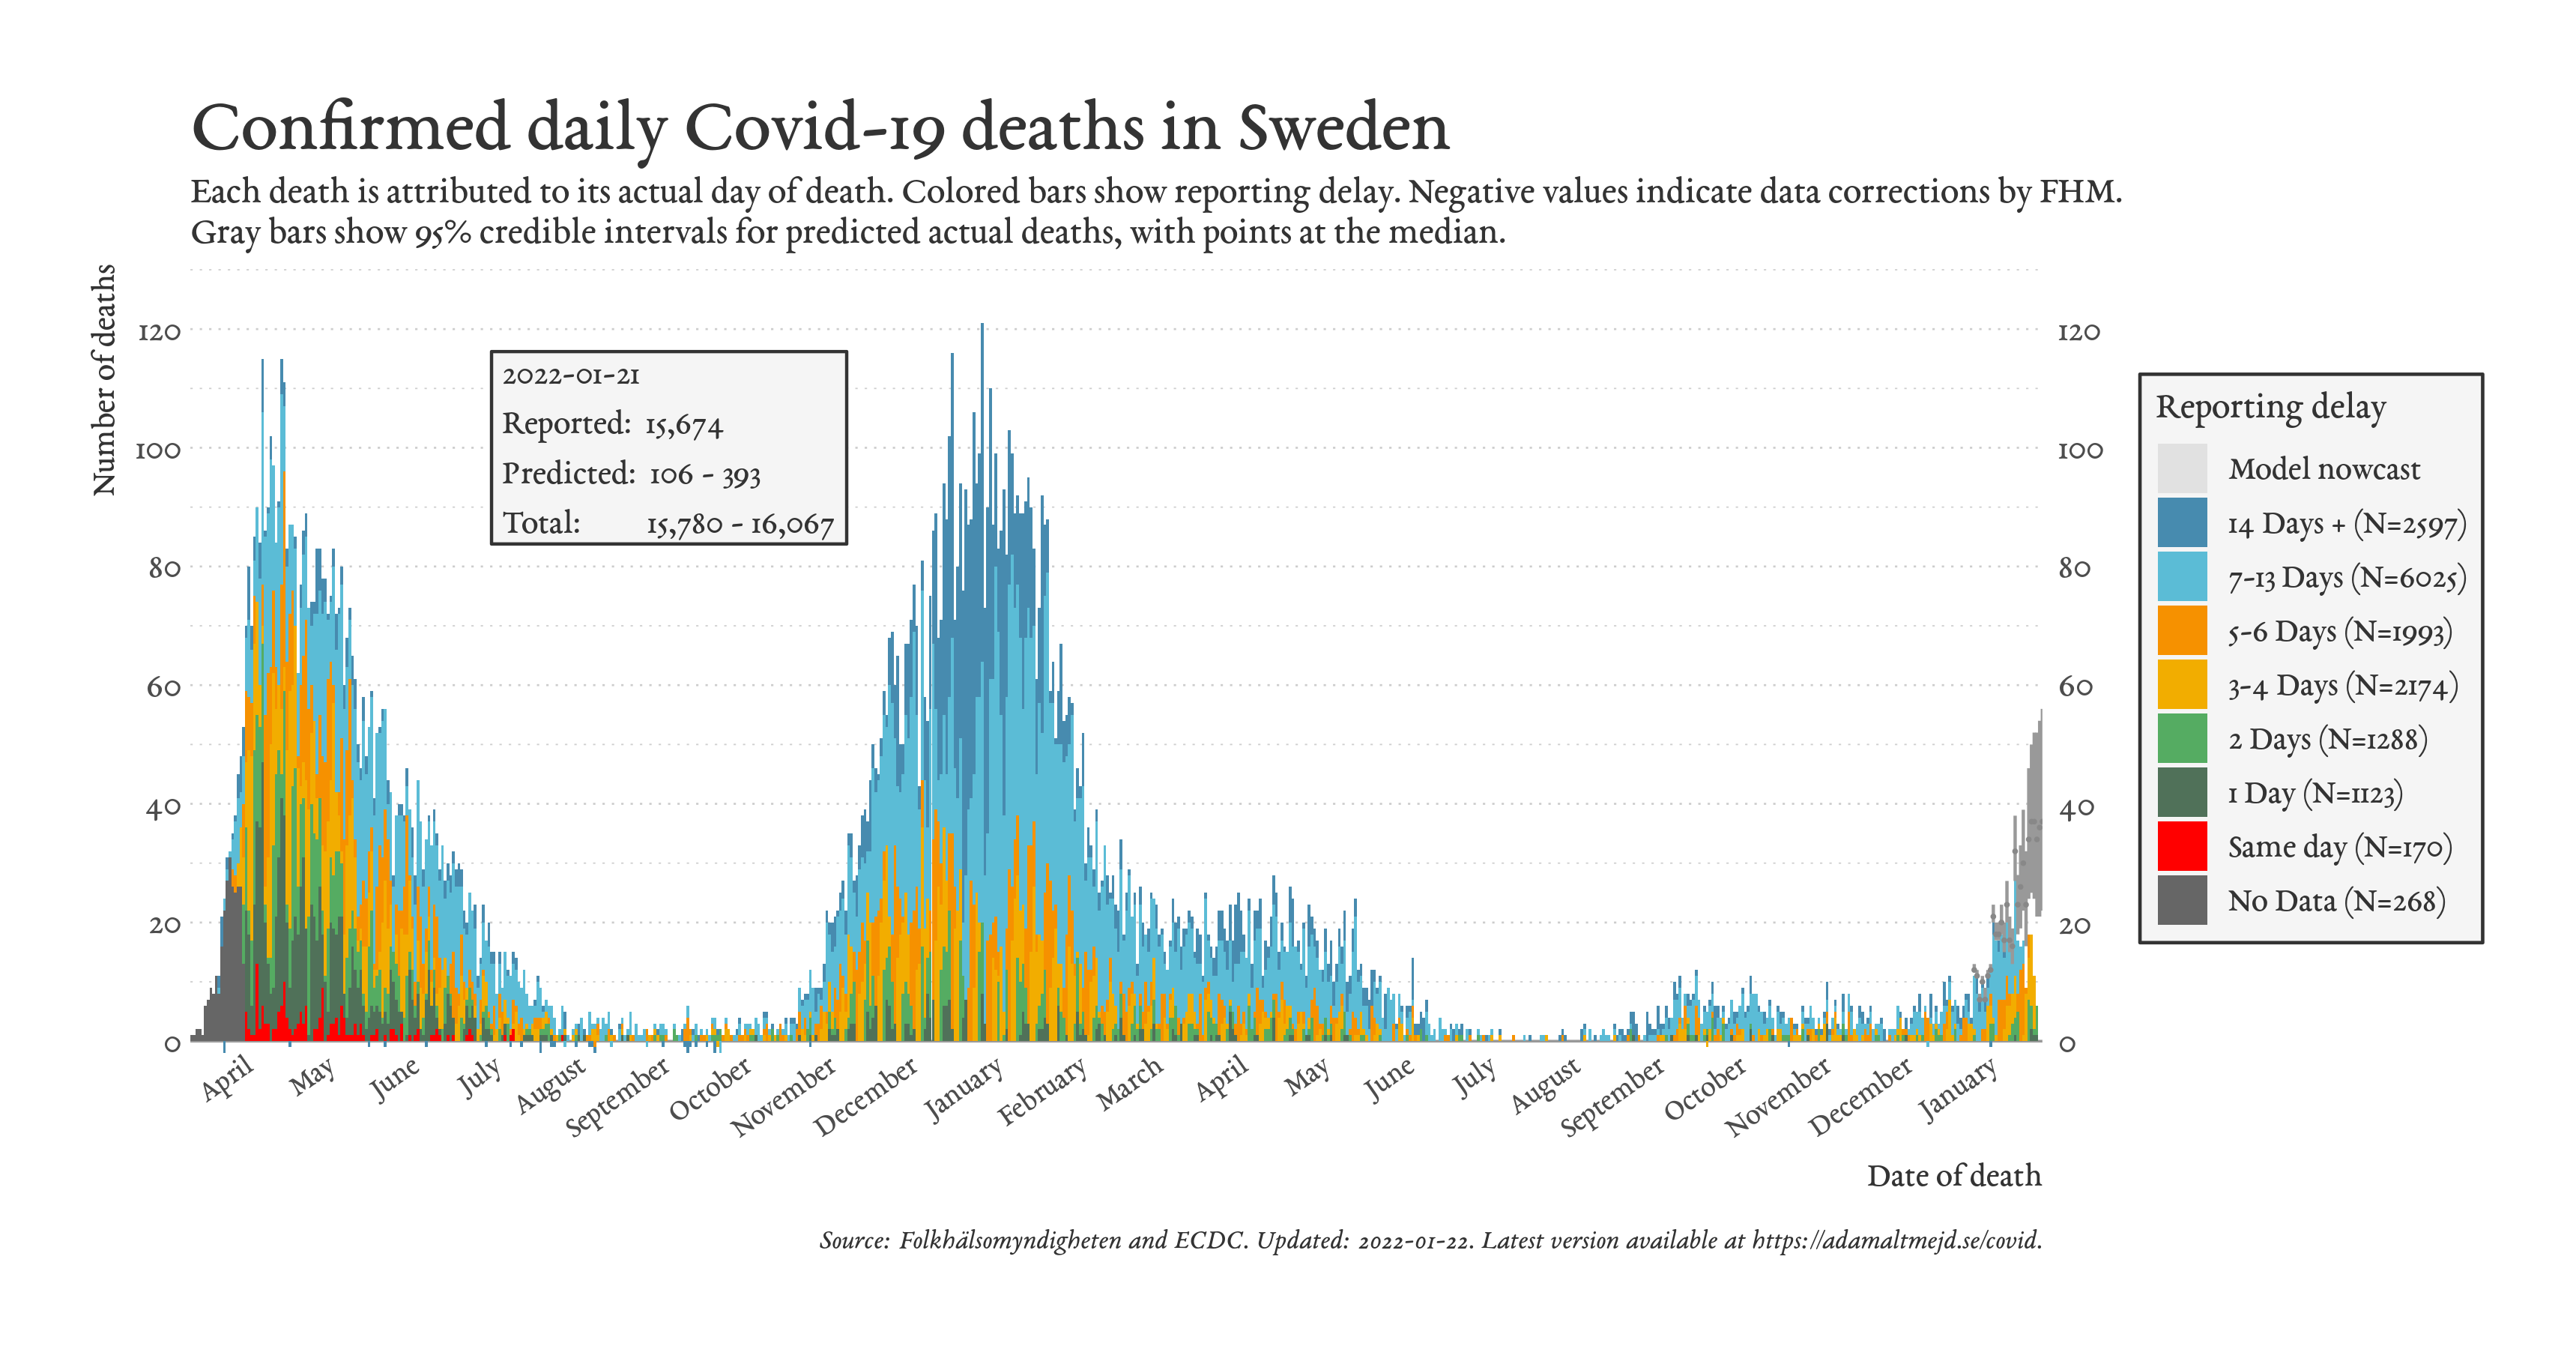 Confirmed daily Covid-19 deaths in Sweden
Each death is attributed to its actual day of death. Colored bars show reporting delay. Negative values indicate data corrections by FHM.
Gray bars show 95% credible intervals for predicted actual deaths, with points at the median.
Number of deaths
120
100
80
60
40
20
0
2022-01-21
Reported: 15,674
Predicted: 106 - 393
Total: 15,780 - 16,067
120
100
80
60
40
20
0
Reporting delay
Model nowcast
14 Days + (N=2597)
7-13 Days (N=6025)
5-6 Days (N=1993)
3-4 Days (N=2174)
2 Days (N=1288)
1 Day (N=1123)
Same day (N=170)
No Data (N=268)
April
May
June
July
August
September
October
November
December
January
February
March
April
May
June
July
August
September
October
November
December
January
Date of death
Source: Folkhälsomyndigheten and ECDC. Updated: 2022-01-22. Latest version available at https://adamaltmejd.se/covid.